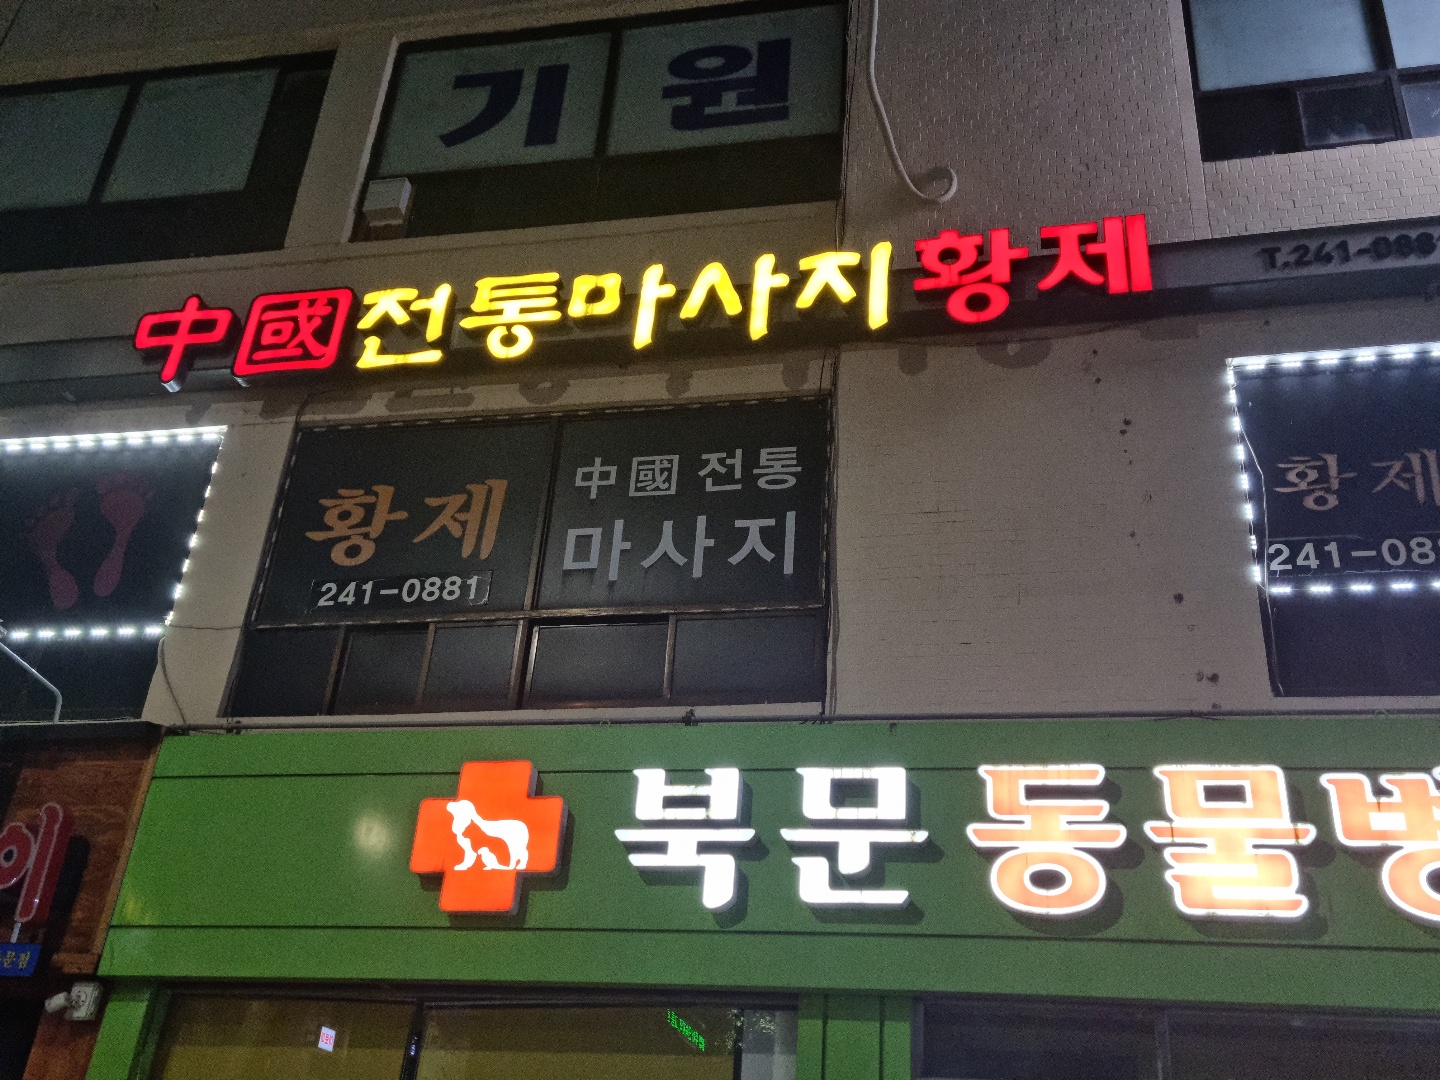 기원
中國전통마사지황제
T.241-088
황제
241-0881
中國 전통
마사지
황제
241-08
북문동물병